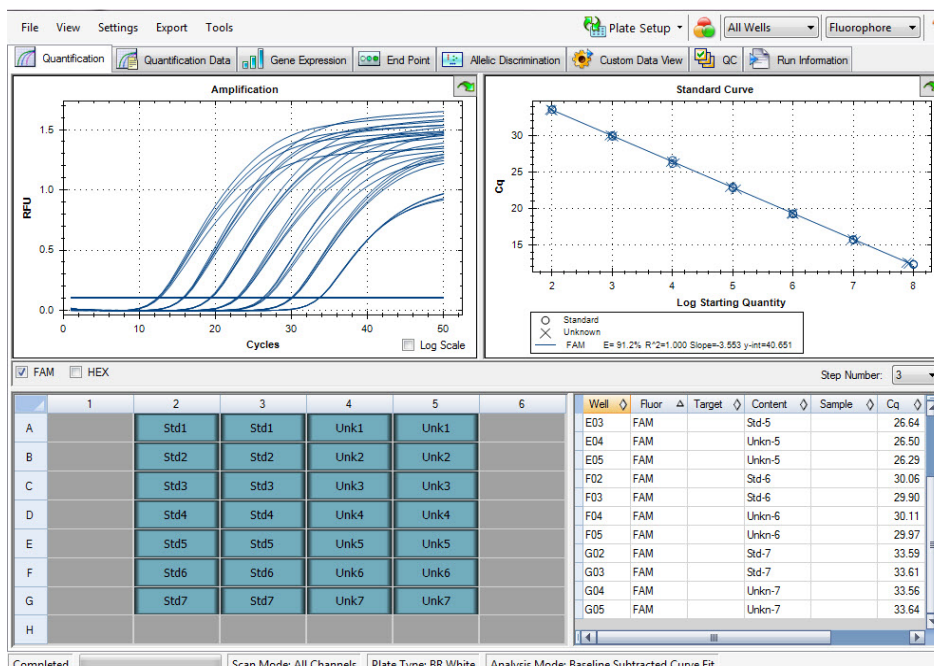 File View Settings Export Tools Plate Setup All Wells Fluorophore
Quantification Quantification Data Gene Expression End Point Allelic Discrimination Custom Data View QC Run Information
Amplification
1.5
1.0
0.5
0.0
RFU
0 10 20 30 40 50
Cycles
Log Scale
Standard Curve
30
25
20
15
Cq
2 3 4 5 6 7 8
Log Starting Quantity
Standard
Unknown
FAM E= 91.2% R^2=1.000 Slope=-3.553 y-int=40.651
FAM HEX
Step Number: 3
1 2 3 4 5 6
A Std1 Std1 Unk1 Unk1
B Std2 Std2 Unk2 Unk2
C Std3 Std3 Unk3 Unk3
D Std4 Std4 Unk4 Unk4
E Std5 Std5 Unk5 Unk5
F Std6 Std6 Unk6 Unk6
G Std7 Std7 Unk7 Unk7
H
Well Fluor Target Content Sample Cq
E03 FAM Std-5 26.64
E04 FAM Unkn-5 26.50
E05 FAM Unkn-5 26.29
F02 FAM Std-6 30.06
F03 FAM Std-6 29.90
F04 FAM Unkn-6 30.11
F05 FAM Unkn-6 29.97
G02 FAM Std-7 33.59
G03 FAM Std-7 33.61
G04 FAM Unkn-7 33.56
G05 FAM Unkn-7 33.64
Completed Scan Mode: All Channels Plate Type: BR White Analysis Mode: Baseline Subtracted Curve Fit